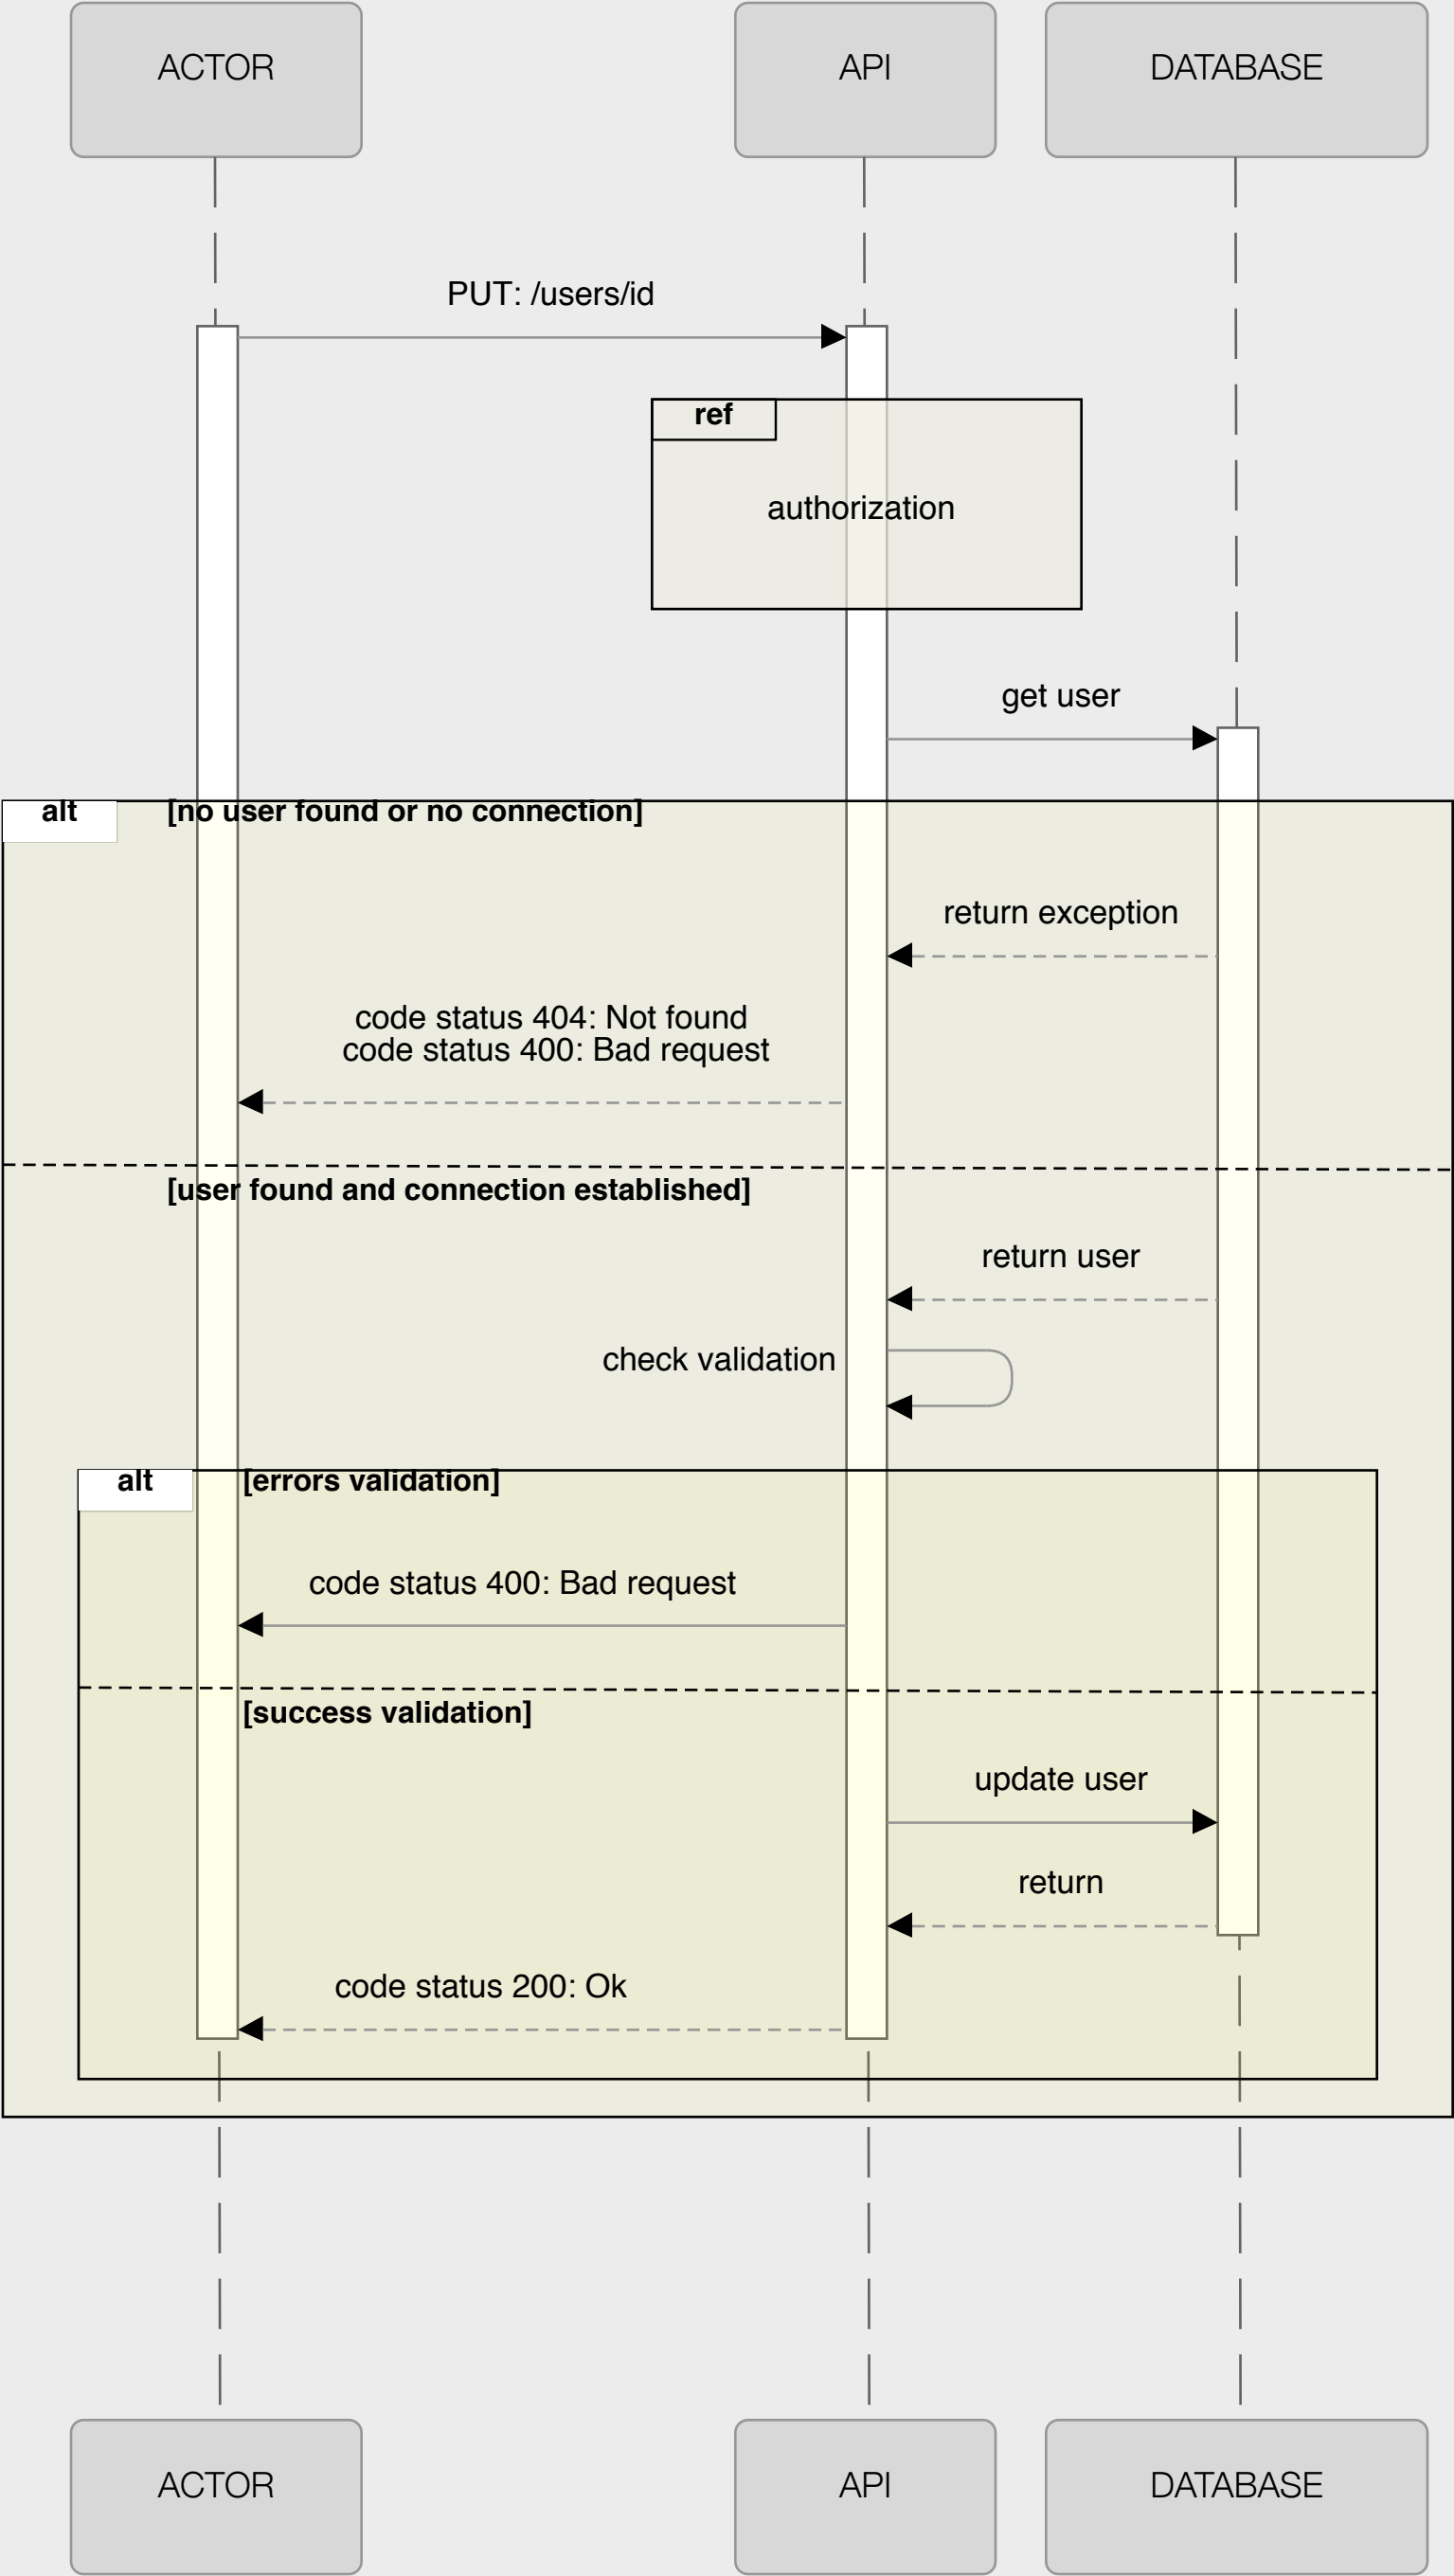 ACTOR
API
DATABASE
PUT: /users/id
ref
authorization
get user
alt
[no user found or no connection]
return exception
code status 404: Not found
code status 400: Bad request
[user found and connection established]
return user
check validation
alt
[errors validation]
code status 400: Bad request
[success validation]
update user
return
code status 200: Ok
ACTOR
API
DATABASE